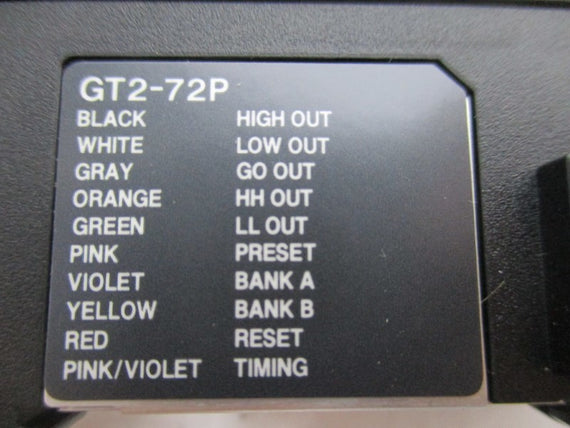 GT2-72P
BLACK HIGH OUT
WHITE LOW OUT
GRAY GO OUT
ORANGE HH OUT
GREEN LL OUT
PINK PRESET
VIOLET BANK A
YELLOW BANK B
RED RESET
PINK/VIOLET TIMING